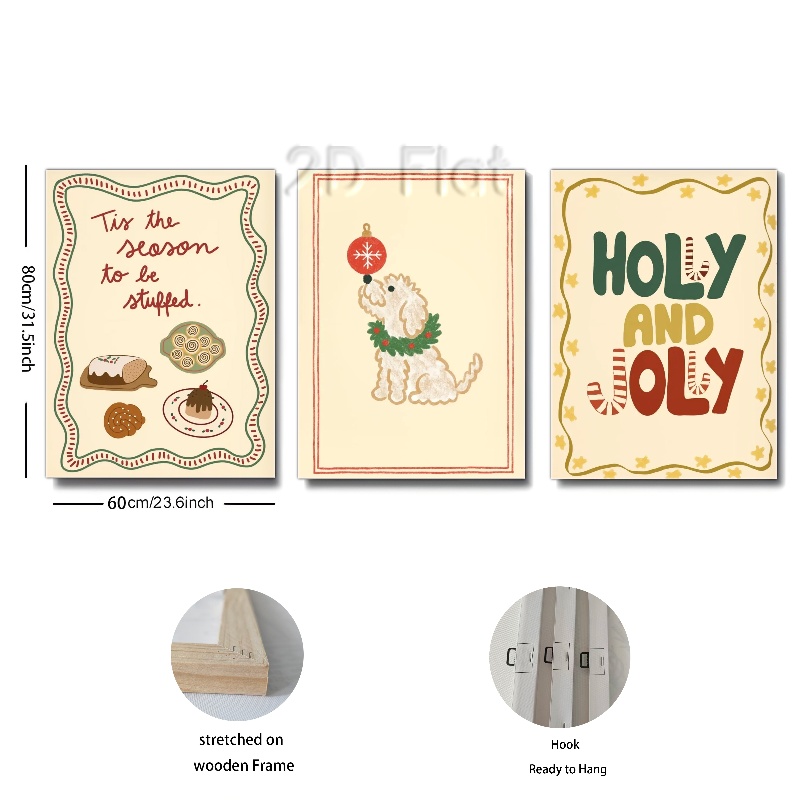 2D Flat
Tis the
season
to be
stuffed.
HOLLY
AND
JOLLY
80cm/31.5inch
60cm/23.6inch
stretched on
wooden Frame
Hook
Ready to Hang